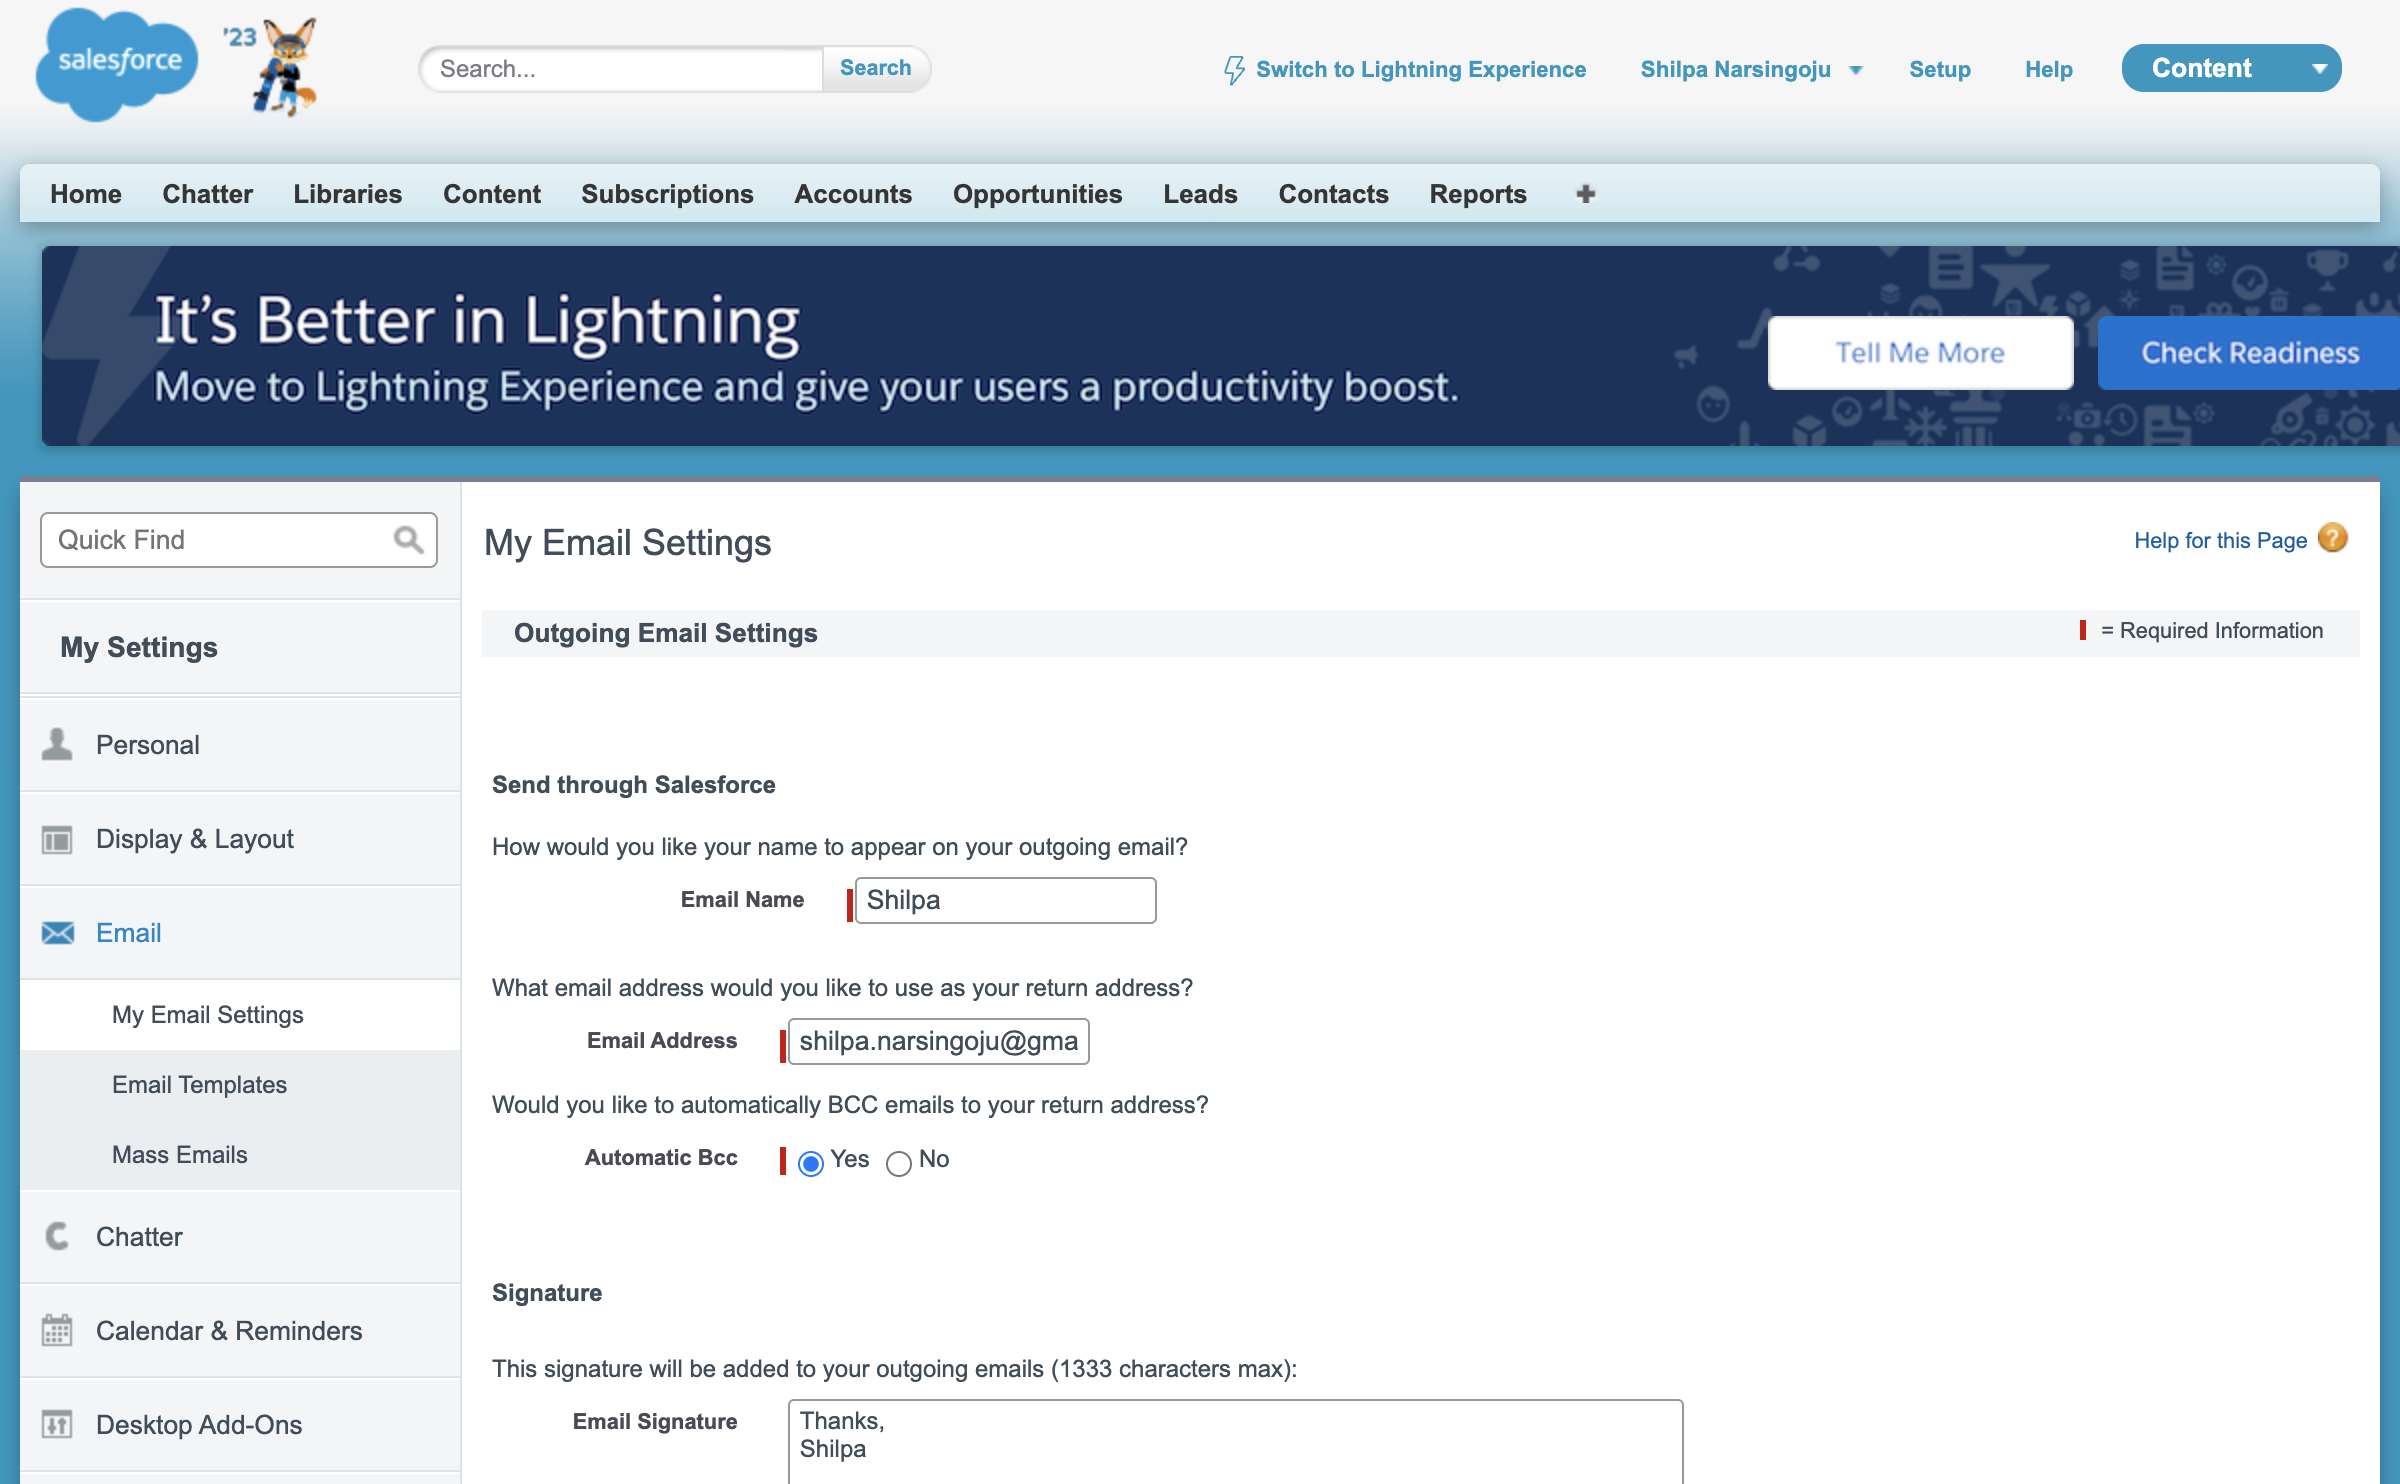 salesforce
'23
Search...
Search
Switch to Lightning Experience
Shilpa Narsingoju
Setup
Help
Content
Home
Chatter
Libraries
Content
Subscriptions
Accounts
Opportunities
Leads
Contacts
Reports
It's Better in Lightning
Move to Lightning Experience and give your users a productivity boost.
Tell Me More
Check Readiness
Quick Find
My Settings
Personal
Display & Layout
Email
My Email Settings
Email Templates
Mass Emails
Chatter
Calendar & Reminders
Desktop Add-Ons
My Email Settings
Help for this Page
Outgoing Email Settings
= Required Information
Send through Salesforce
How would you like your name to appear on your outgoing email?
Email Name
Shilpa
What email address would you like to use as your return address?
Email Address
shilpa.narsingoju@gma
Would you like to automatically BCC emails to your return address?
Automatic Bcc
Yes
No
Signature
This signature will be added to your outgoing emails (1333 characters max):
Email Signature
Thanks,
Shilpa